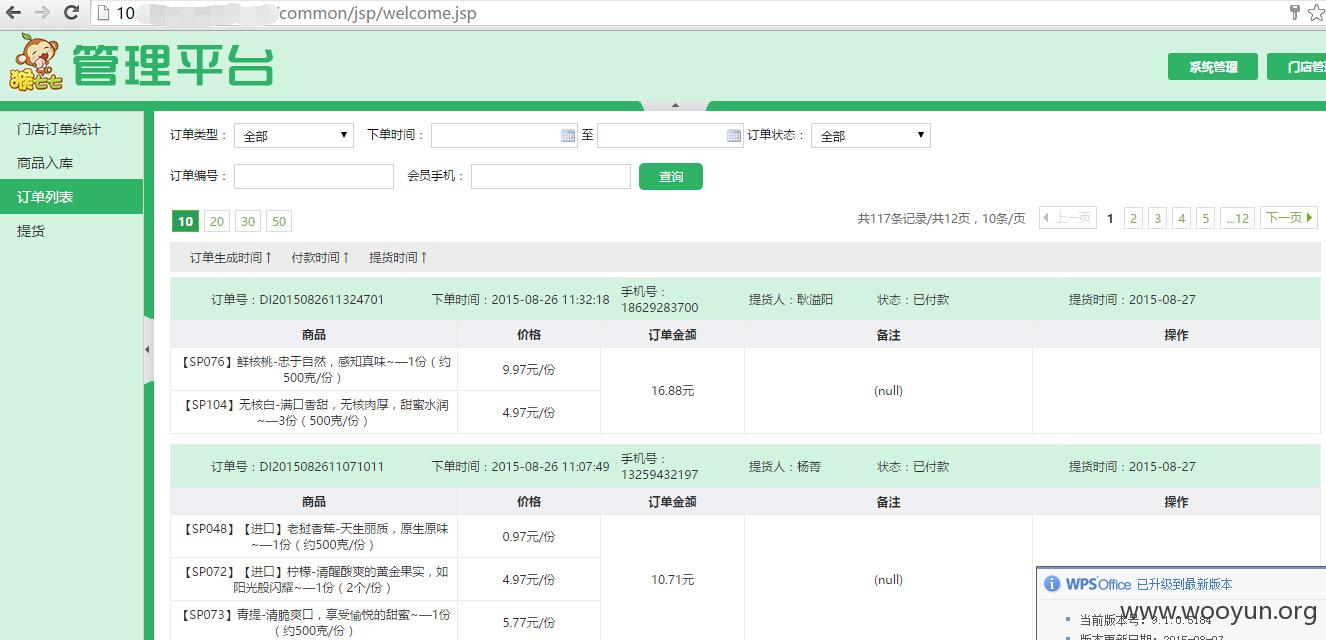 10 /common/jsp/welcome.jsp
猴七七 管理平台
系统管理 门店管
门店订单统计
商品入库
订单列表
提货
订单类型： 全部 下单时间： 至 订单状态： 全部
订单编号： 会员手机： 查询
10 20 30 50 共117条记录/共12页，10条/页 上一页 1 2 3 4 5 ...12 下一页
订单生成时间↑ 付款时间↑ 提货时间↑
订单号：DI2015082611324701 下单时间：2015-08-26 11:32:18 手机号：18629283700 提货人：耿溢阳 状态：已付款 提货时间：2015-08-27
商品 价格 订单金额 备注 操作
【SP076】鲜核桃-忠于自然，感知真味~—1份（约
500克/份） 9.97元/份
16.88元 (null)
【SP104】无核白-满口香甜，无核肉厚，甜蜜水润
~—3份（500克/份） 4.97元/份
订单号：DI2015082611071011 下单时间：2015-08-26 11:07:49 手机号：13259432197 提货人：杨菁 状态：已付款 提货时间：2015-08-27
商品 价格 订单金额 备注 操作
【SP048】【进口】老挝香蕉-天生丽质，原生原味
~—1份（约500克/份） 0.97元/份
【SP072】【进口】柠檬-清醒酸爽的黄金果实，如
阳光般闪耀~—1份（2个/份） 4.97元/份
10.71元 (null)
【SP073】青提-清脆爽口，享受愉悦的甜蜜~—1份
（约500克/份） 5.77元/份
WPS Office 已升级到最新版本
当前版本号：9.1.0.5184
版本更新日期：2015-08-07
www.wooyun.org